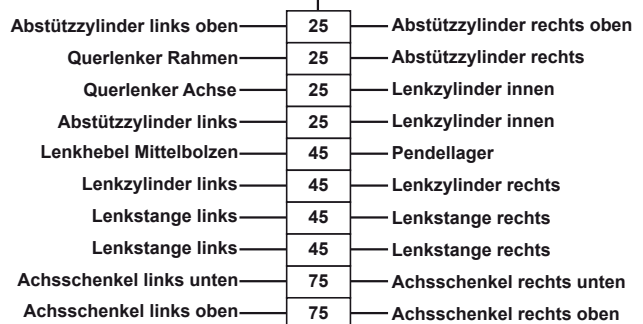 Abstützzylinder links oben 25 Abstützzylinder rechts oben
Querlenker Rahmen 25 Abstützzylinder rechts
Querlenker Achse 25 Lenkzylinder innen
Abstützzylinder links 25 Lenkzylinder innen
Lenkhebel Mittelbolzen 45 Pendellager
Lenkzylinder links 45 Lenkzylinder rechts
Lenkstange links 45 Lenkstange rechts
Lenkstange links 45 Lenkstange rechts
Achsschenkel links unten 75 Achsschenkel rechts unten
Achsschenkel links oben 75 Achsschenkel rechts oben